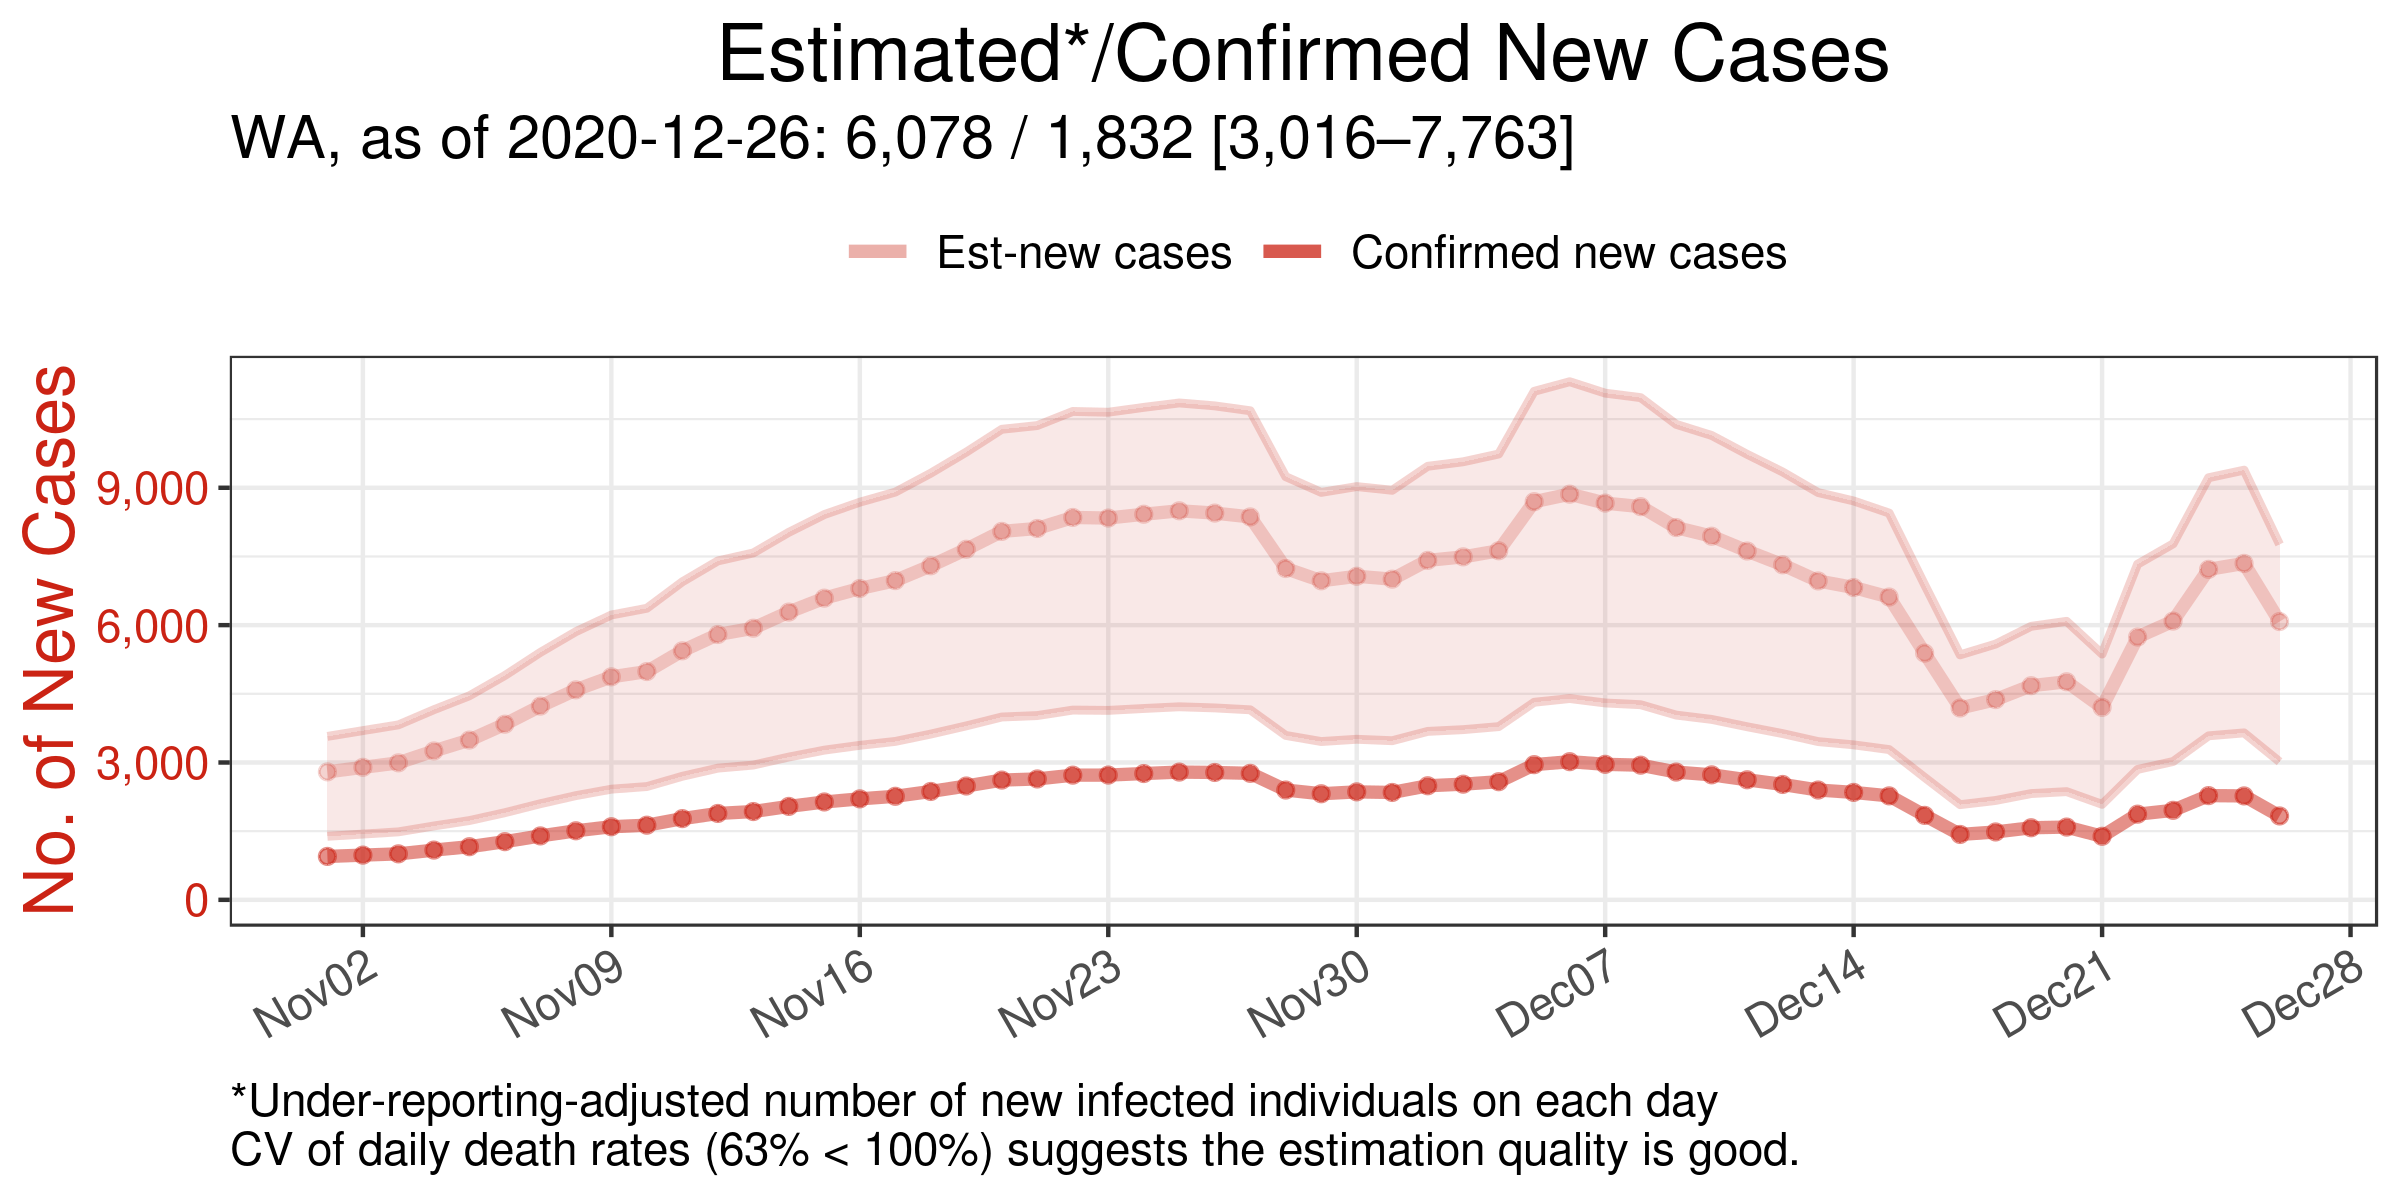 Estimated*/Confirmed New Cases
WA, as of 2020-12-26: 6,078 / 1,832 [3,016–7,763]
Est-new cases Confirmed new cases
No. of New Cases
9,000
6,000
3,000
0
Nov02 Nov09 Nov16 Nov23 Nov30 Dec07 Dec14 Dec21 Dec28
*Under-reporting-adjusted number of new infected individuals on each day
CV of daily death rates (63% < 100%) suggests the estimation quality is good.